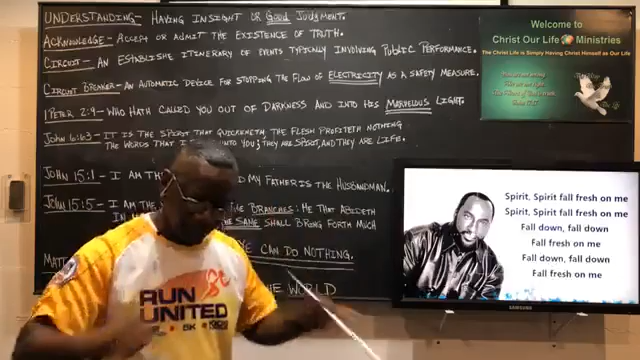 UNDERSTANDING- HAVING INSIGHT OR GOOD JUDGMENT.
ACKNOWLEDGE- ACCEPT OR ADMIT THE EXISTENCE OF TRUTH.
CIRCUIT- AN ESTABLISHE ITINERARY OF EVENTS TYPICALLY INVOLVING PUBLIC PERFORMANCE.
CIRCUIT BREAKER- AN AUTOMATIC DEVICE FOR STOPPING THE FLOW OF ELECTRICITY AS A SAFETY MEASURE.
1 PETER 2:9- WHO HATH CALLED YOU OUT OF DARKNESS AND INTO HIS MARVELOUS LIGHT.
JOHN 6:63- IT IS THE SPIRIT THAT QUICKENETH, THE FLESH PROFITETH NOTHING
THE WORDS THAT I UNTO YOU, THEY ARE SPIRIT, AND THEY ARE LIFE.
JOHN 15:1- I AM TH D MY FATHER IS THE HUSBANDMAN.
JOHN 15:5- I AM THE BRANCHES: HE THAT ABIDETH
IN THE SAME SHALL BRING FORTH MUCH
YE CAN DO NOTHING.
MATT THE WORLD
Welcome to
Christ Our Life Ministries
The Christ Life is Simply Having Christ Himself as Our Life
Spirit, Spirit fall fresh on me
Spirit, Spirit fall fresh on me
Fall down, fall down
Fall fresh on me
Fall down, fall down
Fall fresh on me
SAMSUNG
RUN
UNITED
5K